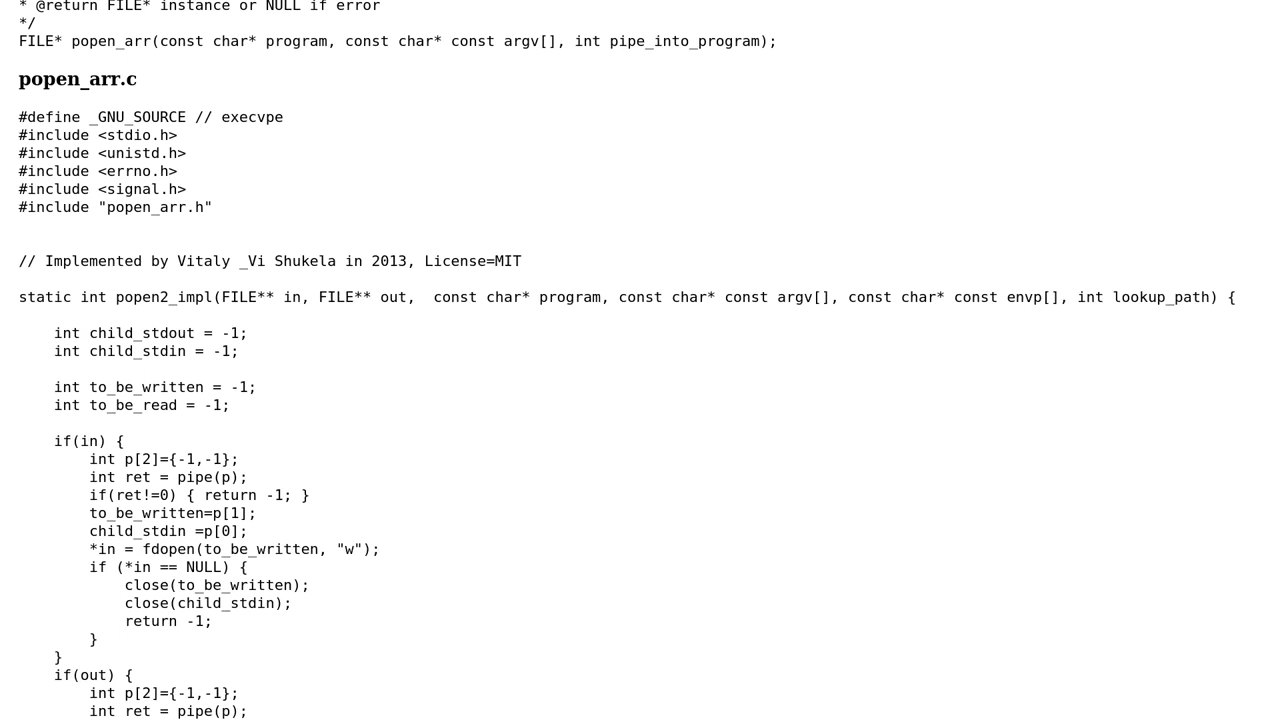 * @return FILE* instance or NULL if error
*/
FILE* popen_arr(const char* program, const char* const argv[], int pipe_into_program);
popen_arr.c
#define _GNU_SOURCE // execvpe
#include <stdio.h>
#include <unistd.h>
#include <errno.h>
#include <signal.h>
#include "popen_arr.h"
// Implemented by Vitaly _Vi Shukela in 2013, License=MIT
static int popen2_impl(FILE** in, FILE** out,  const char* program, const char* const argv[], const char* const envp[], int lookup_path) {
    int child_stdout = -1;
    int child_stdin = -1;
    int to_be_written = -1;
    int to_be_read = -1;
    if(in) {
        int p[2]={-1,-1};
        int ret = pipe(p);
        if(ret!=0) { return -1; }
        to_be_written=p[1];
        child_stdin =p[0];
        *in = fdopen(to_be_written, "w");
        if (*in == NULL) {
            close(to_be_written);
            close(child_stdin);
            return -1;
        }
    }
    if(out) {
        int p[2]={-1,-1};
        int ret = pipe(p);